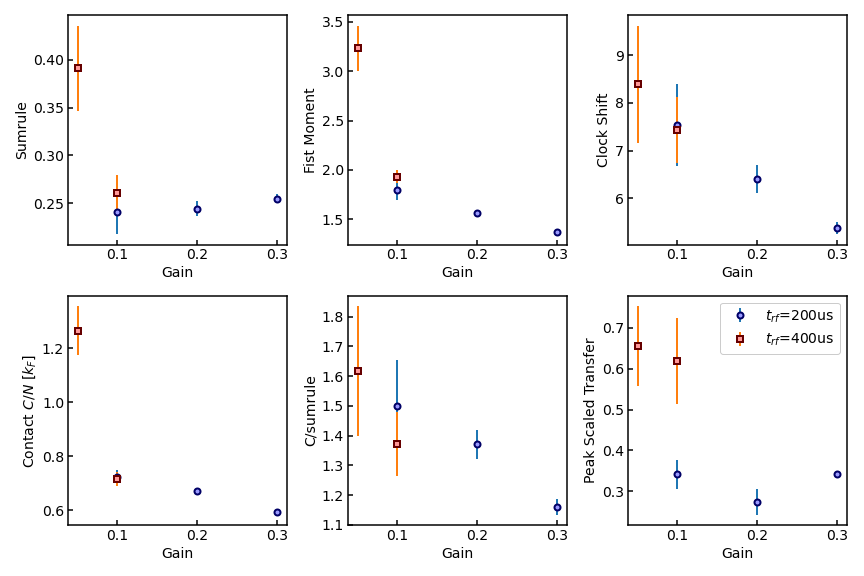 0.40
0.35
0.30
0.25
Sumrule
0.1 0.2 0.3
Gain
3.5
3.0
2.5
2.0
1.5
Fist Moment
0.1 0.2 0.3
Gain
9
8
7
6
Clock Shift
0.1 0.2 0.3
Gain
1.2
1.0
0.8
0.6
Contact C/N [k_F]
0.1 0.2 0.3
Gain
1.8
1.7
1.6
1.5
1.4
1.3
1.2
1.1
C/sumrule
0.1 0.2 0.3
Gain
0.7
0.6
0.5
0.4
0.3
Peak Scaled Transfer
t_rf=200us
t_rf=400us
0.1 0.2 0.3
Gain